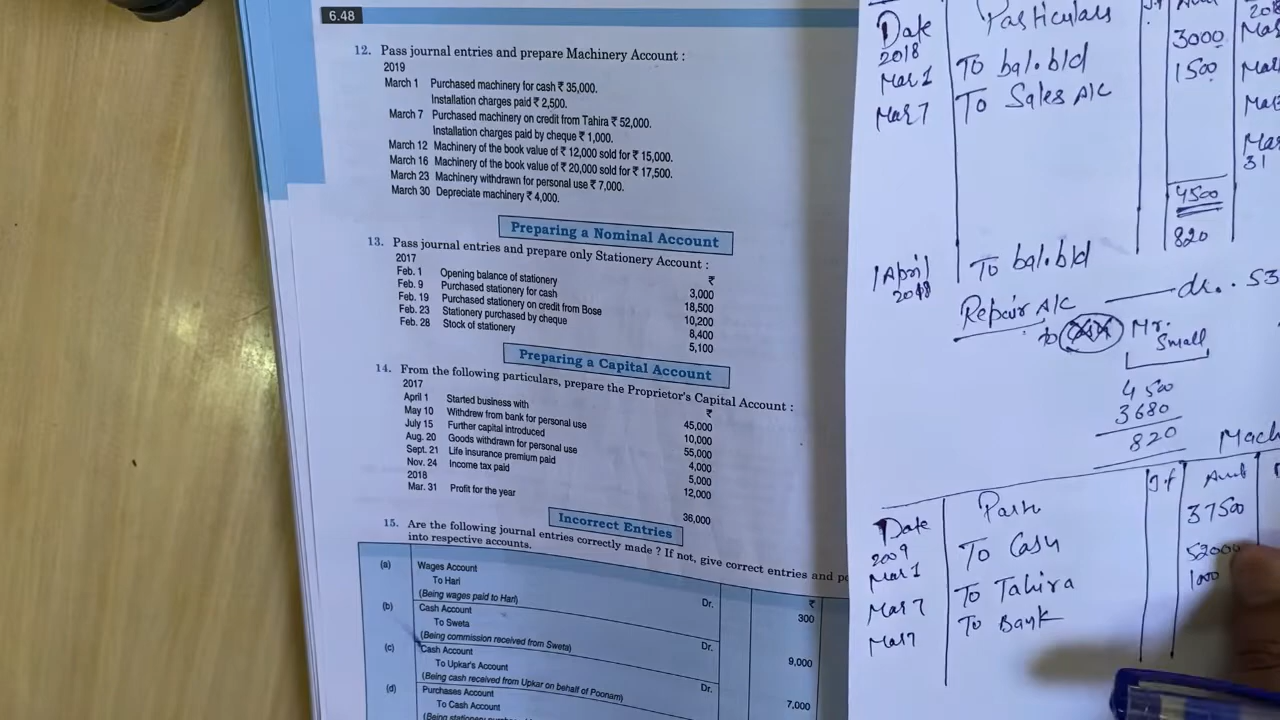 6.48
12. Pass journal entries and prepare Machinery Account :
2019
March 1 Purchased machinery for cash ₹ 35,000.
Installation charges paid ₹ 2,500.
March 7 Purchased machinery on credit from Tahira ₹ 52,000.
Installation charges paid by cheque ₹ 1,000.
March 12 Machinery of the book value of ₹ 12,000 sold for ₹ 15,000.
March 16 Machinery of the book value of ₹ 20,000 sold for ₹ 17,500.
March 23 Machinery withdrawn for personal use ₹ 7,000.
March 30 Depreciate machinery ₹ 4,000.
Preparing a Nominal Account
13. Pass journal entries and prepare only Stationery Account :
2017 ₹
Feb. 1 Opening balance of stationery 3,000
Feb. 9 Purchased stationery for cash 18,500
Feb. 19 Purchased stationery on credit from Bose 10,200
Feb. 23 Stationery purchased by cheque 8,400
Feb. 28 Stock of stationery 5,100
Preparing a Capital Account
14. From the following particulars, prepare the Proprietor's Capital Account :
2017 ₹
April 1 Started business with 45,000
May 10 Withdrew from bank for personal use 10,000
July 15 Further capital introduced 55,000
Aug. 20 Goods withdrawn for personal use 4,000
Sept. 21 Life insurance premium paid 5,000
Nov. 24 Income tax paid 12,000
2018
Mar. 31 Profit for the year 36,000
Incorrect Entries
15. Are the following journal entries correctly made ? If not, give correct entries and
into respective accounts.
₹
(a) Wages Account Dr. 300
To Hari
(Being wages paid to Hari)
(b) Cash Account Dr. 9,000
To Sweta
(Being commission received from Sweta)
(c) Cash Account Dr. 7,000
To Upkar's Account
(Being cash received from Upkar on behalf of Poonam)
(d) Purchases Account
To Cash Account
Date Particulars J.f
2018
Mar 1 To bal. b/d 3000
Mar 7 To Sales A/c 1500
Mar
31
4500
1 April 2018 To bal. b/d 820
Repair A/c dr.. 53
to Mr. Small
4500
3680
820
Date J.f
2009
Mar 1 To Cash 37500
Mar 7 To Tahira 52000
Mar 7 To Bank 1000